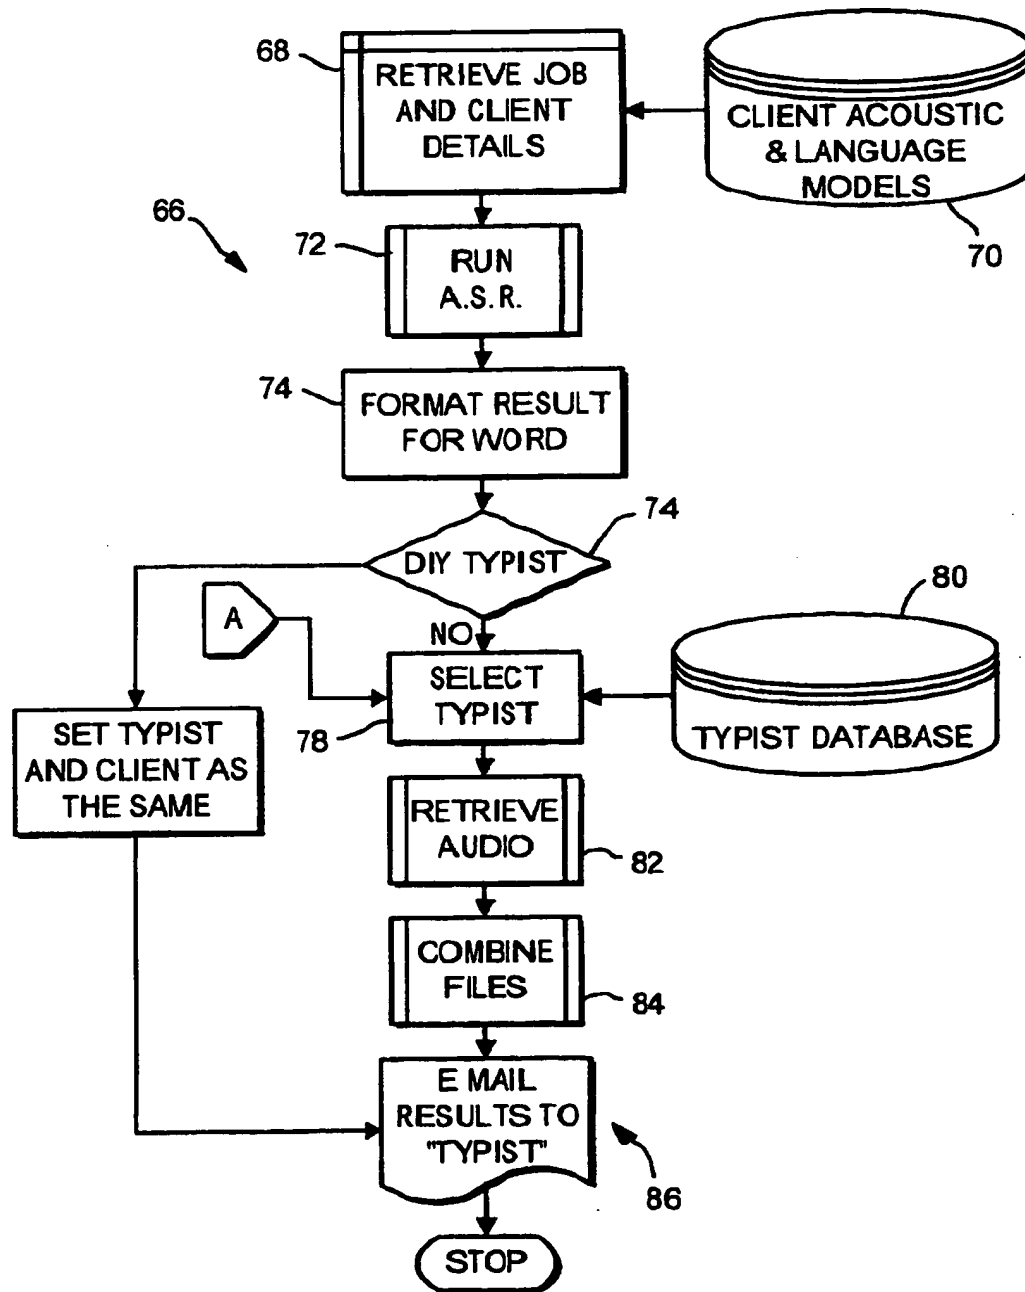 68
RETRIEVE JOB
AND CLIENT
DETAILS
CLIENT ACOUSTIC
& LANGUAGE
MODELS
70
66
72
RUN
A.S.R.
74
FORMAT RESULT
FOR WORD
74
DIY TYPIST
A
NO
80
SELECT
TYPIST
78
TYPIST DATABASE
SET TYPIST
AND CLIENT AS
THE SAME
RETRIEVE
AUDIO
82
COMBINE
FILES
84
E MAIL
RESULTS TO
"TYPIST"
86
STOP